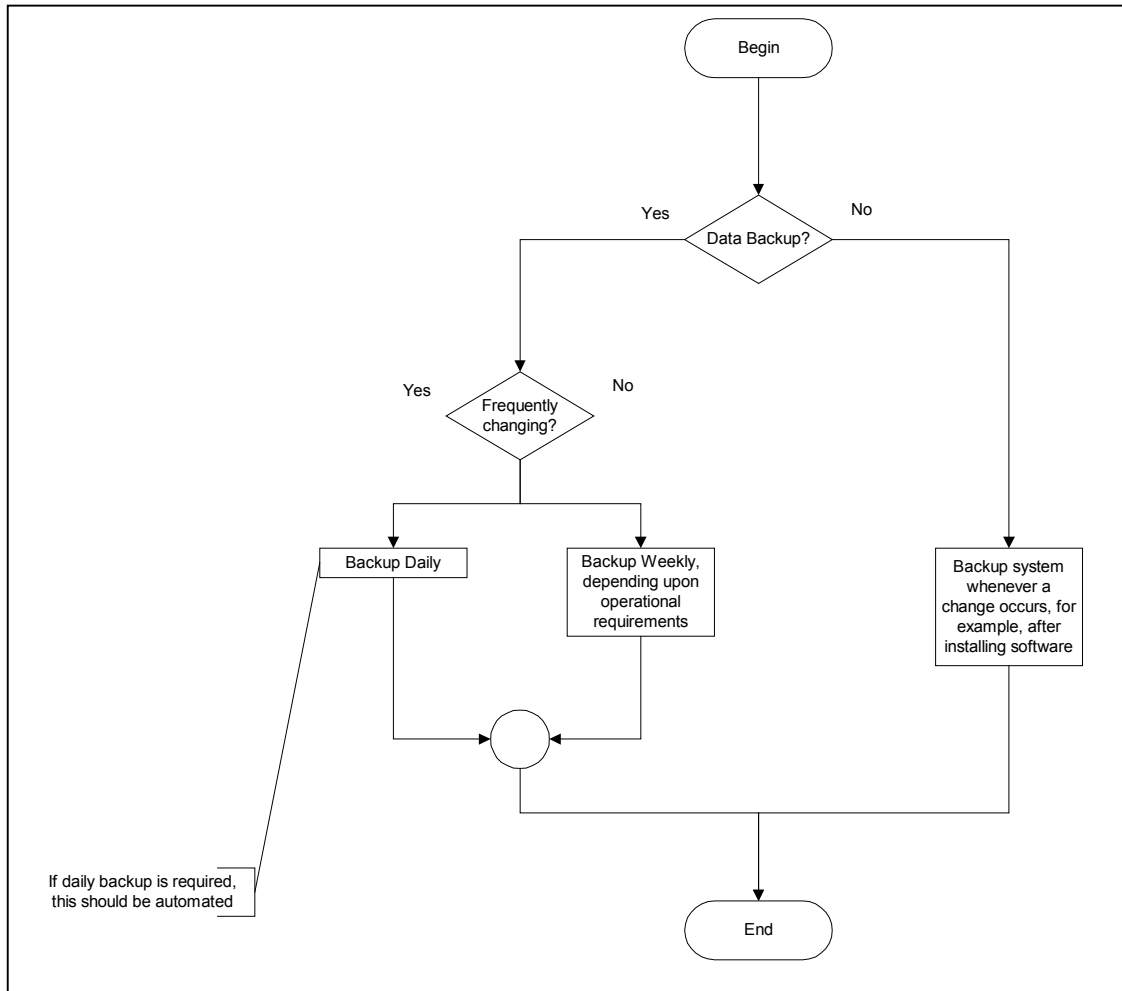 Begin
Yes
No
Data Backup?
Yes
No
Frequently
changing?
Backup Daily
Backup Weekly,
depending upon
operational
requirements
Backup system
whenever a
change occurs, for
example, after
installing software
If daily backup is required,
this should be automated
End